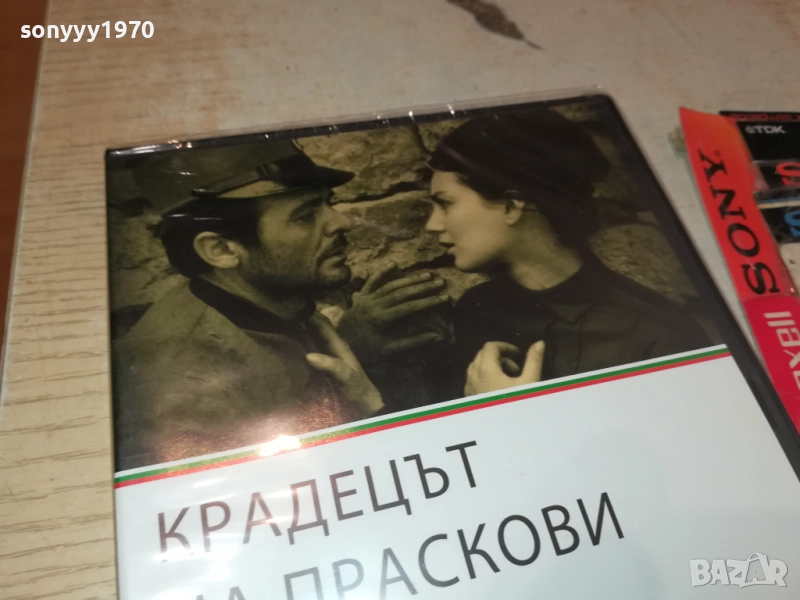 sonyyy1970
TDK
SONY
КРАДЕЦЪТ
НА ПРАСКОВИ
BAZAR